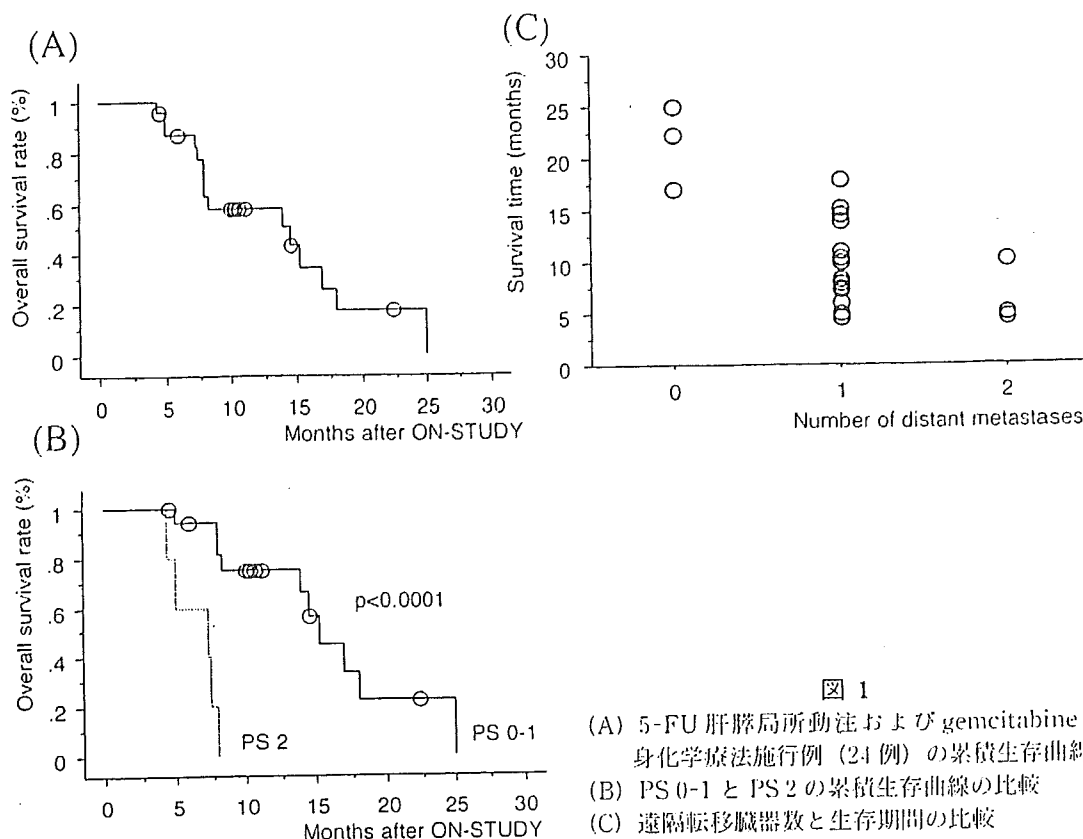 (A)
Overall survival rate (%)
1
.8
.6
.4
.2
0
0 5 10 15 20 25 30
Months after ON-STUDY
(B)
Overall survival rate (%)
1
.8
.6
.4
.2
0
p<0.0001
PS 2
PS 0-1
0 5 10 15 20 25 30
Months after ON-STUDY
(C)
Survival time (months)
30
25
20
15
10
5
0
0 1 2
Number of distant metastases
図 1
(A) 5-FU 肝膵局所動注および gemcitabine
身化学療法施行例 (24 例) の累積生存曲線
(B) PS 0-1 と PS 2 の累積生存曲線の比較
(C) 遠隔転移臓器数と生存期間の比較